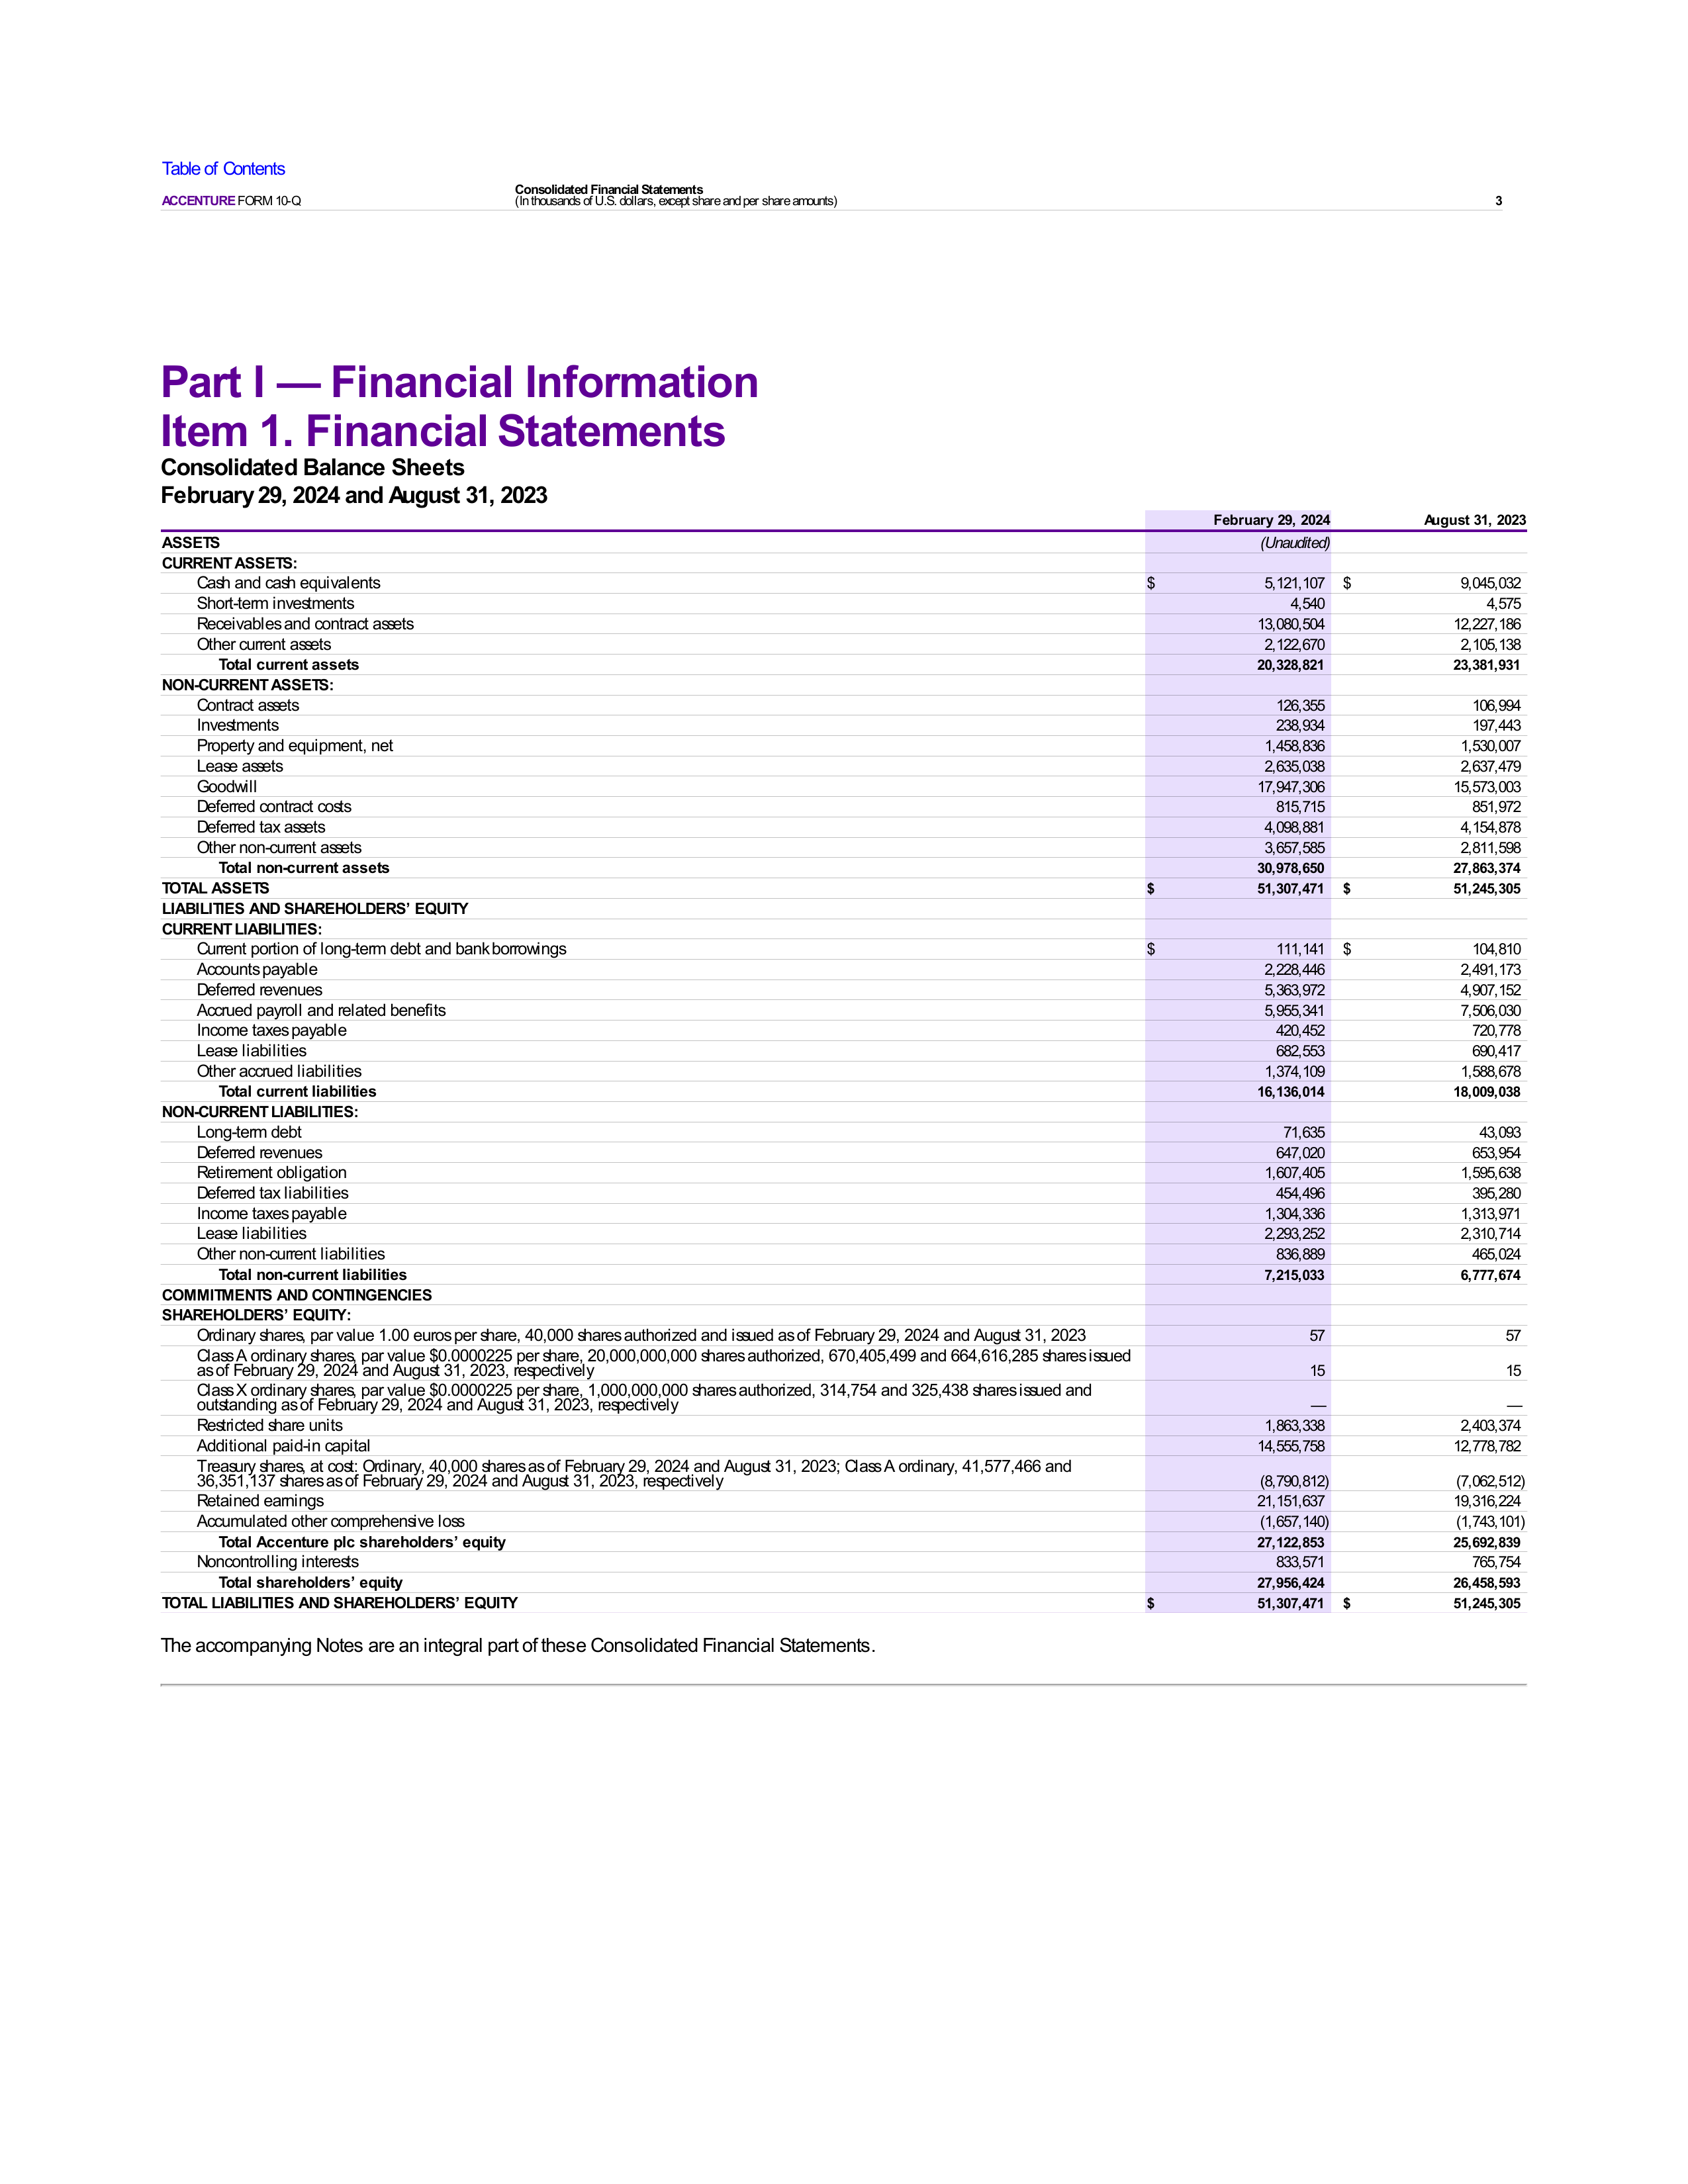 Table of Contents
ACCENTURE FORM 10-Q
Consolidated Financial Statements
(In thousands of U.S. dollars, except share and per share amounts)
3
Part I — Financial Information
Item 1. Financial Statements
Consolidated Balance Sheets
February 29, 2024 and August 31, 2023
February 29, 2024 August 31, 2023
ASSETS (Unaudited)
CURRENT ASSETS:
Cash and cash equivalents $ 5,121,107 $ 9,045,032
Short-term investments 4,540 4,575
Receivables and contract assets 13,080,504 12,227,186
Other current assets 2,122,670 2,105,138
Total current assets 20,328,821 23,381,931
NON-CURRENT ASSETS:
Contract assets 126,355 106,994
Investments 238,934 197,443
Property and equipment, net 1,458,836 1,530,007
Lease assets 2,635,038 2,637,479
Goodwill 17,947,306 15,573,003
Deferred contract costs 815,715 851,972
Deferred tax assets 4,098,881 4,154,878
Other non-current assets 3,657,585 2,811,598
Total non-current assets 30,978,650 27,863,374
TOTAL ASSETS $ 51,307,471 $ 51,245,305
LIABILITIES AND SHAREHOLDERS’ EQUITY
CURRENT LIABILITIES:
Current portion of long-term debt and bank borrowings $ 111,141 $ 104,810
Accounts payable 2,228,446 2,491,173
Deferred revenues 5,363,972 4,907,152
Accrued payroll and related benefits 5,955,341 7,506,030
Income taxes payable 420,452 720,778
Lease liabilities 682,553 690,417
Other accrued liabilities 1,374,109 1,588,678
Total current liabilities 16,136,014 18,009,038
NON-CURRENT LIABILITIES:
Long-term debt 71,635 43,093
Deferred revenues 647,020 653,954
Retirement obligation 1,607,405 1,595,638
Deferred tax liabilities 454,496 395,280
Income taxes payable 1,304,336 1,313,971
Lease liabilities 2,293,252 2,310,714
Other non-current liabilities 836,889 465,024
Total non-current liabilities 7,215,033 6,777,674
COMMITMENTS AND CONTINGENCIES
SHAREHOLDERS’ EQUITY:
Ordinary shares, par value 1.00 euros per share, 40,000 shares authorized and issued as of February 29, 2024 and August 31, 2023 57 57
Class A ordinary shares, par value $0.0000225 per share, 20,000,000,000 shares authorized, 670,405,499 and 664,616,285 shares issued
as of February 29, 2024 and August 31, 2023, respectively 15 15
Class X ordinary shares, par value $0.0000225 per share, 1,000,000,000 shares authorized, 314,754 and 325,438 shares issued and
outstanding as of February 29, 2024 and August 31, 2023, respectively — —
Restricted share units 1,863,338 2,403,374
Additional paid-in capital 14,555,758 12,778,782
Treasury shares, at cost: Ordinary, 40,000 shares as of February 29, 2024 and August 31, 2023; Class A ordinary, 41,577,466 and
36,351,137 shares as of February 29, 2024 and August 31, 2023, respectively (8,790,812) (7,062,512)
Retained earnings 21,151,637 19,316,224
Accumulated other comprehensive loss (1,657,140) (1,743,101)
Total Accenture plc shareholders’ equity 27,122,853 25,692,839
Noncontrolling interests 833,571 765,754
Total shareholders’ equity 27,956,424 26,458,593
TOTAL LIABILITIES AND SHAREHOLDERS’ EQUITY $ 51,307,471 $ 51,245,305
The accompanying Notes are an integral part of these Consolidated Financial Statements.